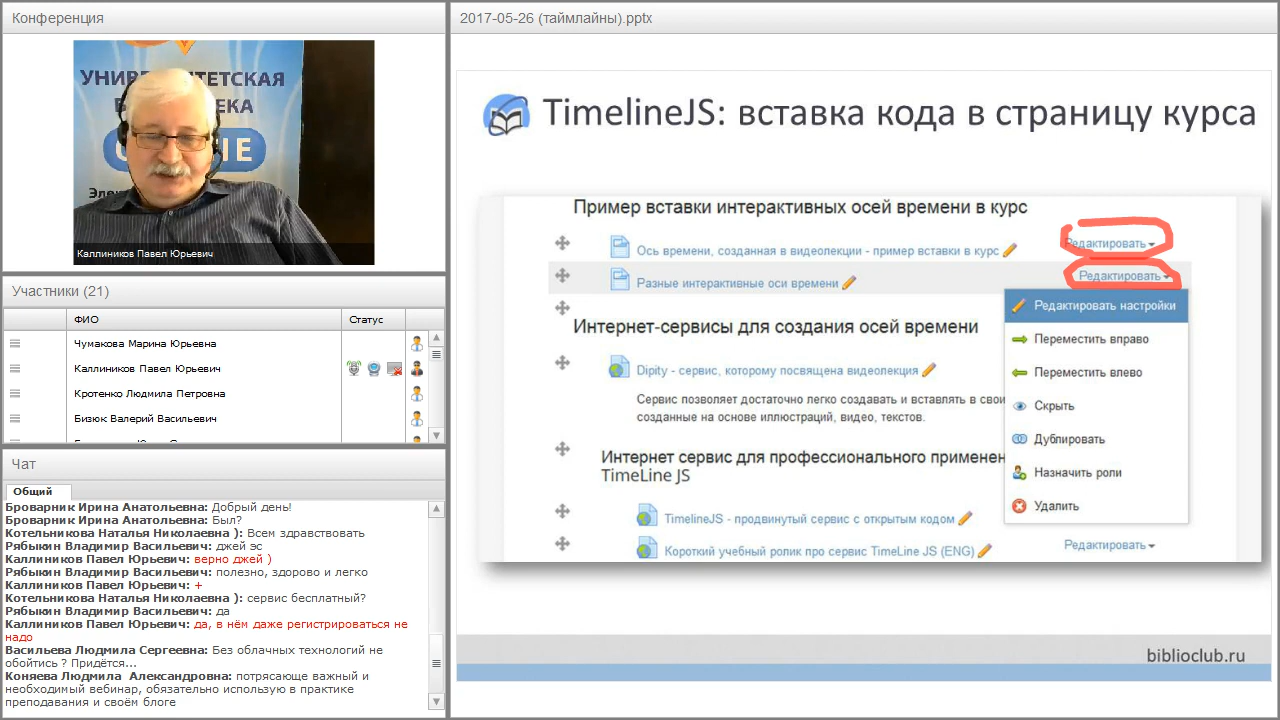 Конференция
УНИВЕРСИТЕТСКАЯ
Каллиников Павел Юрьевич
Участники (21)
ФИО
Статус
Чумакова Марина Юрьевна
Каллиников Павел Юрьевич
Кротенко Людмила Петровна
Бизюк Валерий Васильевич
Чат
Общий
Броварник Ирина Анатольевна: Добрый день!
Броварник Ирина Анатольевна: Был?
Котельникова Наталья Николаевна ): Всем здравствовать
Рябыкин Владимир Васильевич: джей эс
Каллиников Павел Юрьевич: верно джей )
Рябыкин Владимир Васильевич: полезно, здорово и легко
Каллиников Павел Юрьевич: +
Котельникова Наталья Николаевна ): сервис бесплатный?
Рябыкин Владимир Васильевич: да
Каллиников Павел Юрьевич: да, в нём даже регистрироваться не
надо
Васильева Людмила Сергеевна: Без облачных технологий не
обойтись ? Придётся...
Коняева Людмила Александровна: потрясающе важный и
необходимый вебинар, обязательно использую в практике
преподавания и своём блоге
2017-05-26 (таймлайны).pptx
TimelineJS: вставка кода в страницу курса
Пример вставки интерактивных осей времени в курс
Ось времени, созданная в видеолекции - пример вставки в курс
Редактировать
Разные интерактивные оси времени
Редактировать
Редактировать настройки
Переместить вправо
Переместить влево
Скрыть
Дублировать
Назначить роли
Удалить
Интернет-сервисы для создания осей времени
Dipity - сервис, которому посвящена видеолекция
Сервис позволяет достаточно легко создавать и вставлять в свои
созданные на основе иллюстраций, видео, текстов.
Интернет сервис для профессионального применен
TimeLine JS
TimelineJS - продвинутый сервис с открытым кодом
Короткий учебный ролик про сервис TimeLine JS (ENG)
Редактировать
biblioclub.ru